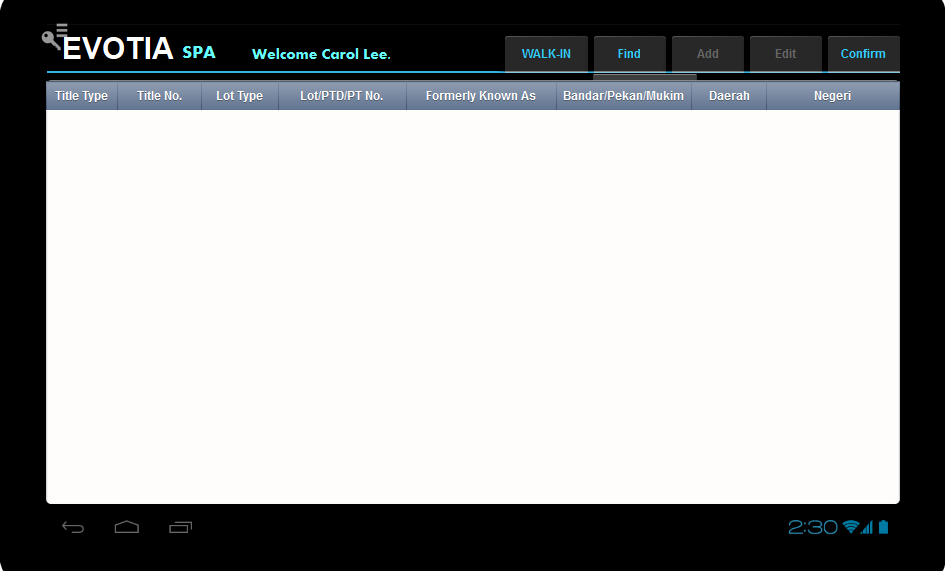 EVOTIA SPA Welcome Carol Lee. WALK-IN Find Add Edit Confirm
Title Type Title No. Lot Type Lot/PTD/PT No. Formerly Known As Bandar/Pekan/Mukim Daerah Negeri
2:30